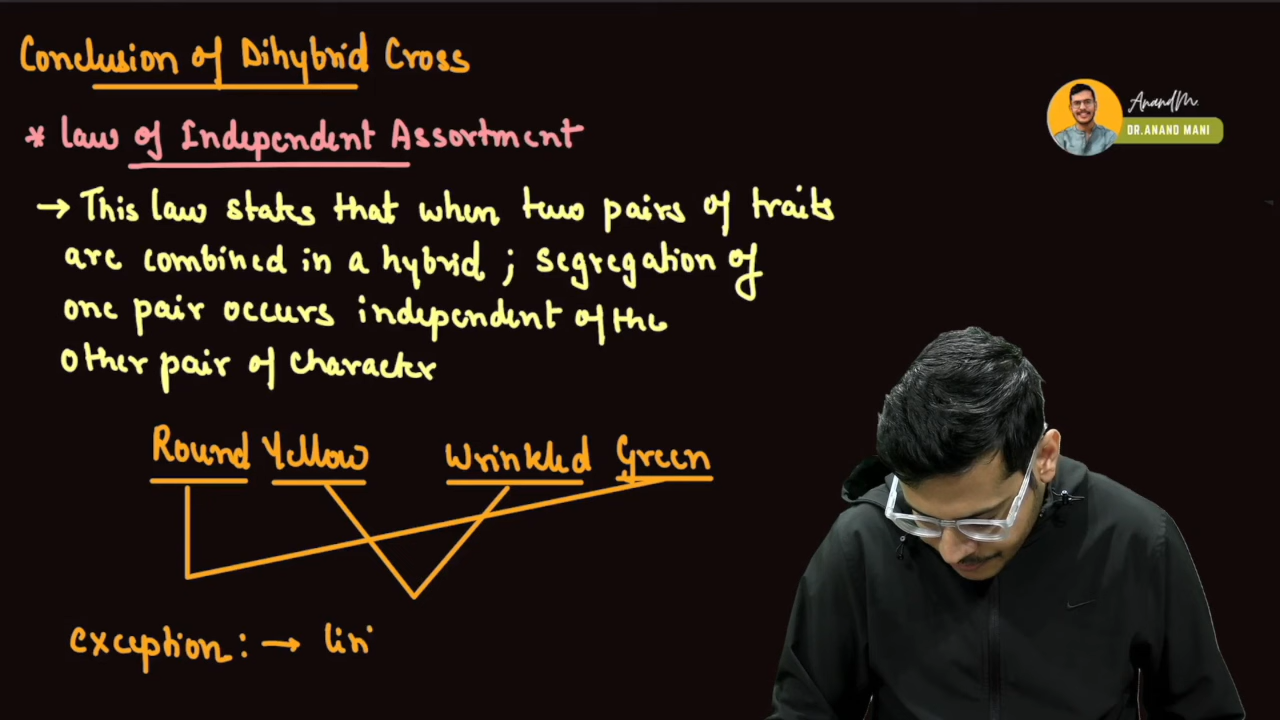 Conclusion of Dihybrid Cross
* Law of Independent Assortment
AnandM.
DR.ANAND MANI
→ This law states that when two pairs of traits
are combined in a hybrid ; segregation of
one pair occurs independent of the
other pair of character
Round Yellow Wrinkled Green
exception : → lin